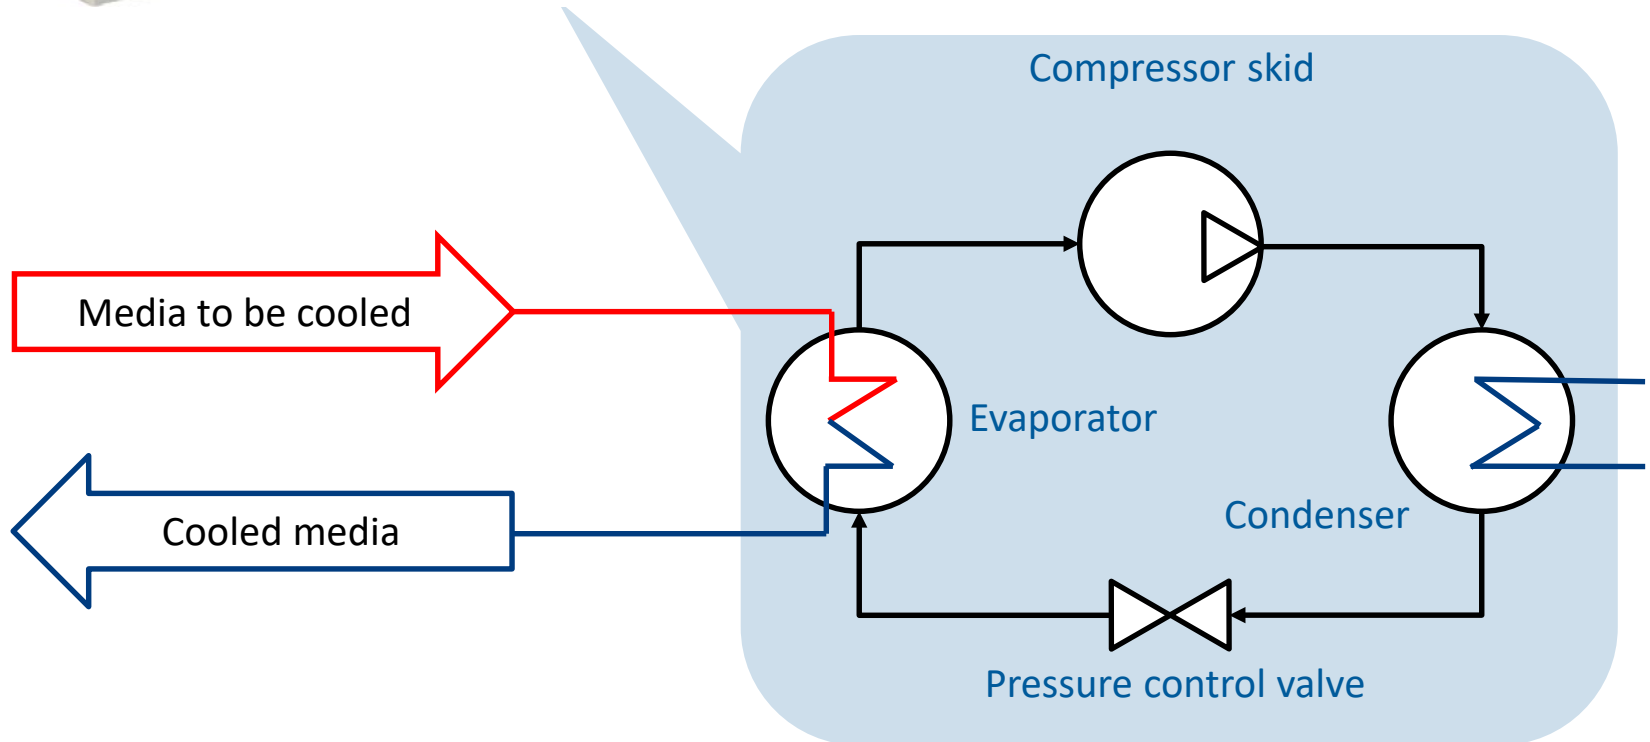 Compressor skid
Media to be cooled
Evaporator
Cooled media
Condenser
Pressure control valve